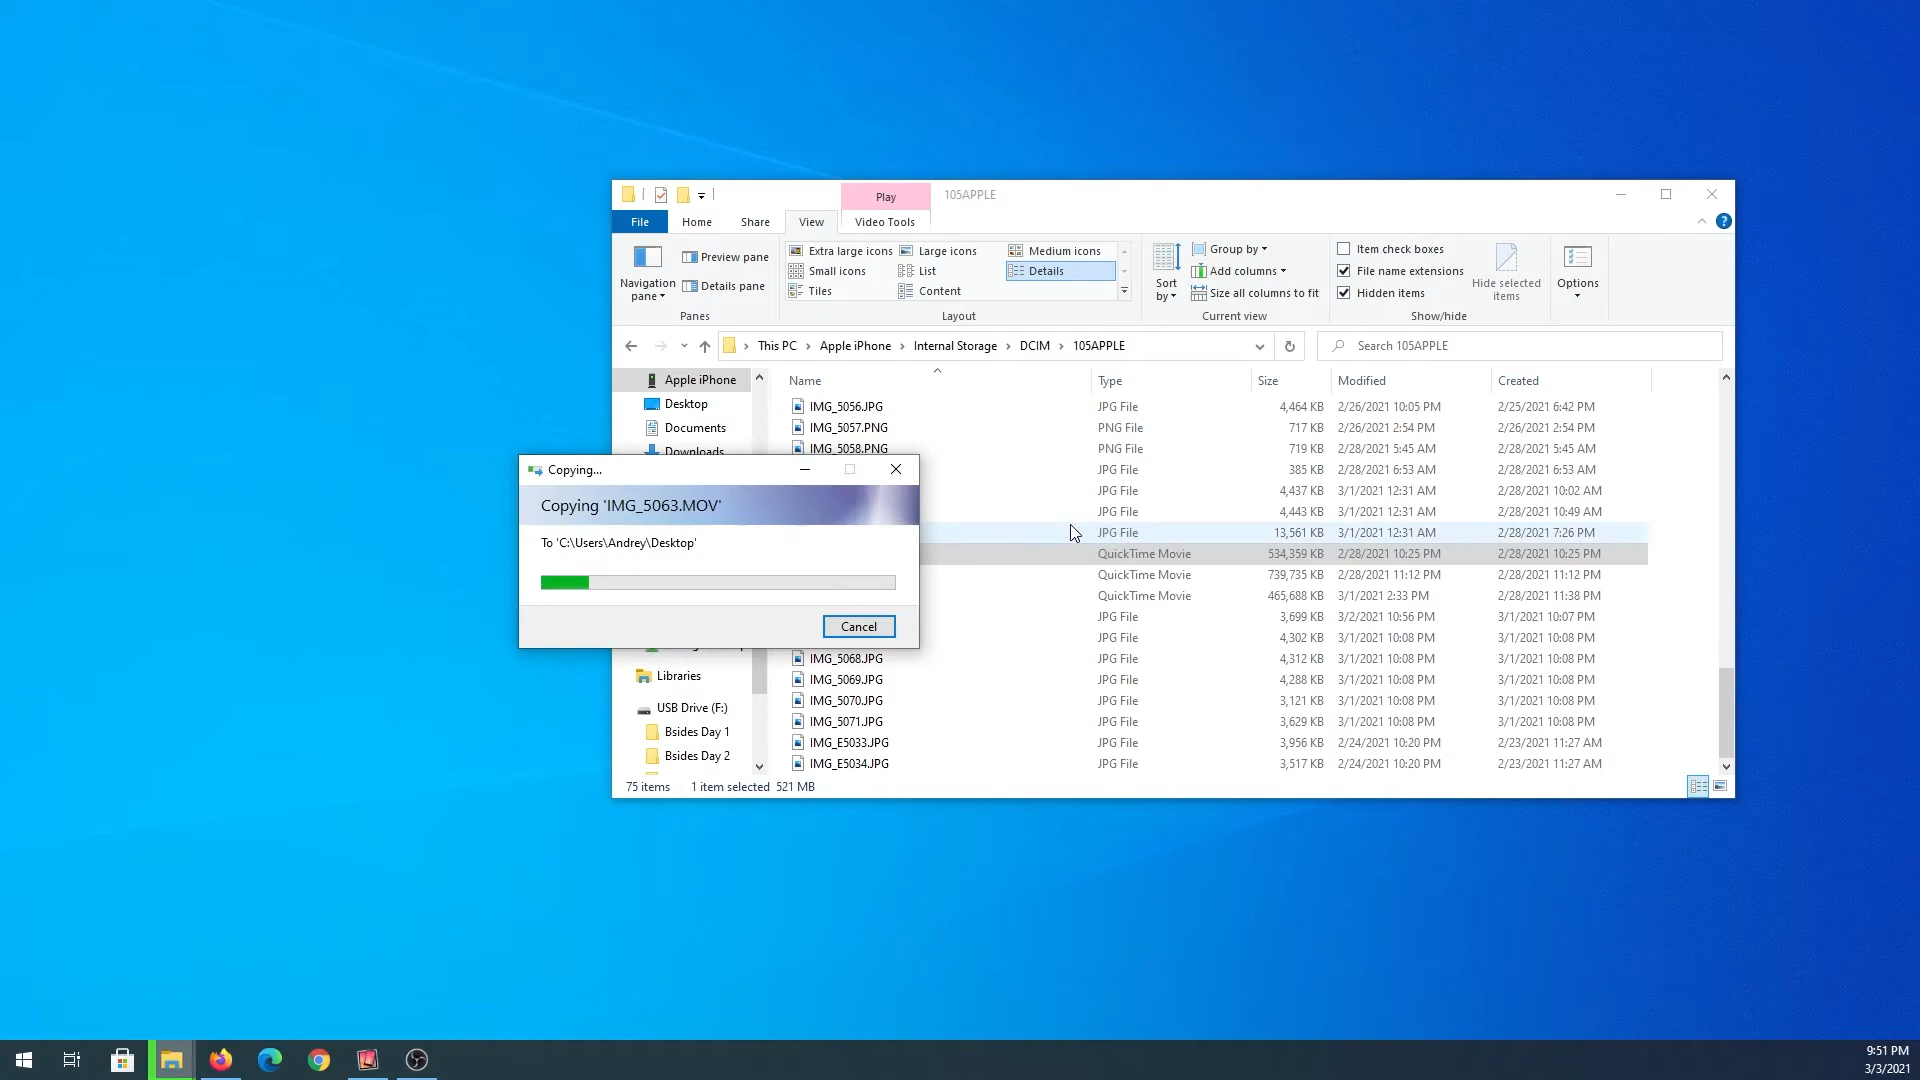 Play
105APPLE
File
Home
Share
View
Video Tools
Navigation pane
Preview pane
Details pane
Panes
Extra large icons
Large icons
Medium icons
Small icons
List
Details
Tiles
Content
Layout
Sort by
Group by
Add columns
Size all columns to fit
Current view
Item check boxes
File name extensions
Hidden items
Hide selected items
Show/hide
Options
This PC > Apple iPhone > Internal Storage > DCIM > 105APPLE
Search 105APPLE
Apple iPhone
Desktop
Documents
Downloads
Libraries
USB Drive (F:)
Bsides Day 1
Bsides Day 2
Name Type Size Modified Created
IMG_5056.JPG JPG File 4,464 KB 2/26/2021 10:05 PM 2/25/2021 6:42 PM
IMG_5057.PNG PNG File 717 KB 2/26/2021 2:54 PM 2/26/2021 2:54 PM
IMG_5058.PNG PNG File 719 KB 2/28/2021 5:45 AM 2/28/2021 5:45 AM
JPG File 385 KB 2/28/2021 6:53 AM 2/28/2021 6:53 AM
JPG File 4,437 KB 3/1/2021 12:31 AM 2/28/2021 10:02 AM
JPG File 4,443 KB 3/1/2021 12:31 AM 2/28/2021 10:49 AM
JPG File 13,561 KB 3/1/2021 12:31 AM 2/28/2021 7:26 PM
QuickTime Movie 534,359 KB 2/28/2021 10:25 PM 2/28/2021 10:25 PM
QuickTime Movie 739,735 KB 2/28/2021 11:12 PM 2/28/2021 11:12 PM
QuickTime Movie 465,688 KB 3/1/2021 2:33 PM 2/28/2021 11:38 PM
JPG File 3,699 KB 3/2/2021 10:56 PM 3/1/2021 10:07 PM
JPG File 4,302 KB 3/1/2021 10:08 PM 3/1/2021 10:08 PM
IMG_5068.JPG JPG File 4,312 KB 3/1/2021 10:08 PM 3/1/2021 10:08 PM
IMG_5069.JPG JPG File 4,288 KB 3/1/2021 10:08 PM 3/1/2021 10:08 PM
IMG_5070.JPG JPG File 3,121 KB 3/1/2021 10:08 PM 3/1/2021 10:08 PM
IMG_5071.JPG JPG File 3,629 KB 3/1/2021 10:08 PM 3/1/2021 10:08 PM
IMG_E5033.JPG JPG File 3,956 KB 2/24/2021 10:20 PM 2/23/2021 11:27 AM
IMG_E5034.JPG JPG File 3,517 KB 2/24/2021 10:20 PM 2/23/2021 11:27 AM
75 items 1 item selected 521 MB
Copying...
Copying 'IMG_5063.MOV'
To 'C:\Users\Andrey\Desktop'
Cancel
9:51 PM
3/3/2021